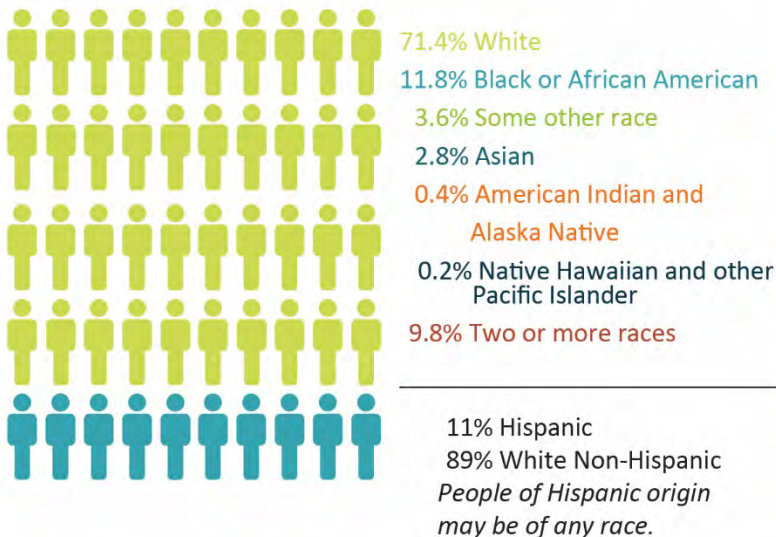 71.4% White
11.8% Black or African American
3.6% Some other race
2.8% Asian
0.4% American Indian and
Alaska Native
0.2% Native Hawaiian and other
Pacific Islander
9.8% Two or more races
11% Hispanic
89% White Non-Hispanic
People of Hispanic origin
may be of any race.